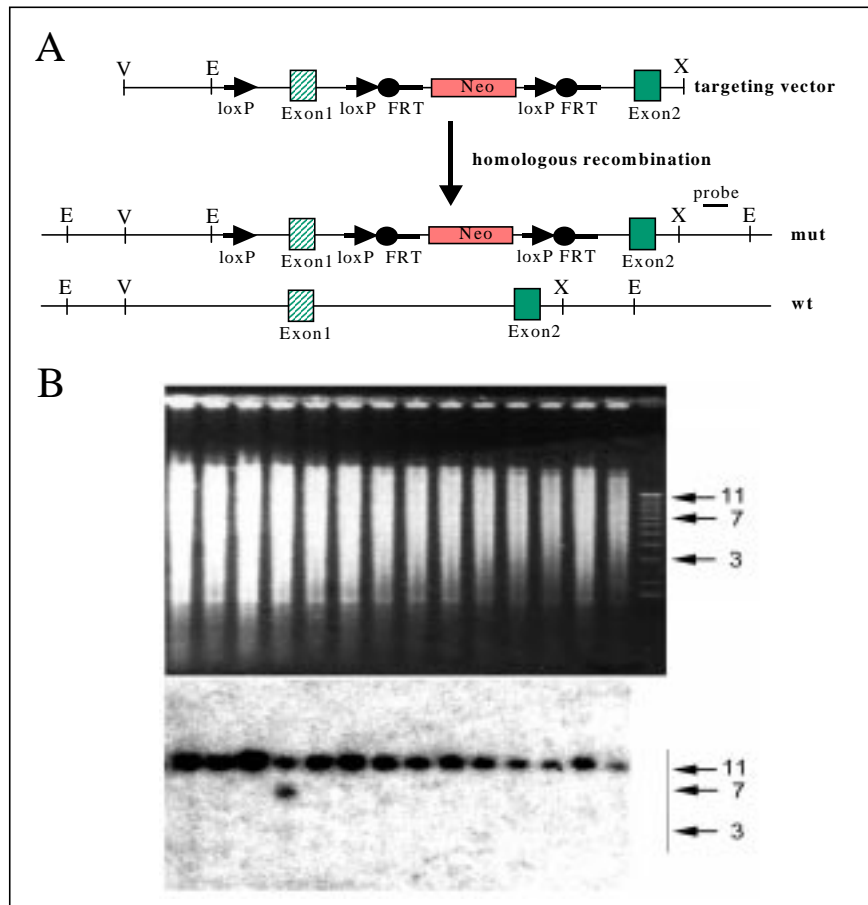 A
V E X
Neo
loxP loxP FRT loxP FRT
Exon1 Exon2
targeting vector
homologous recombination
probe
E V E X E
Neo
mut
loxP Exon1 loxP FRT loxP FRT Exon2
E V X E
wt
Exon1 Exon2
B
11
7
3
11
7
3